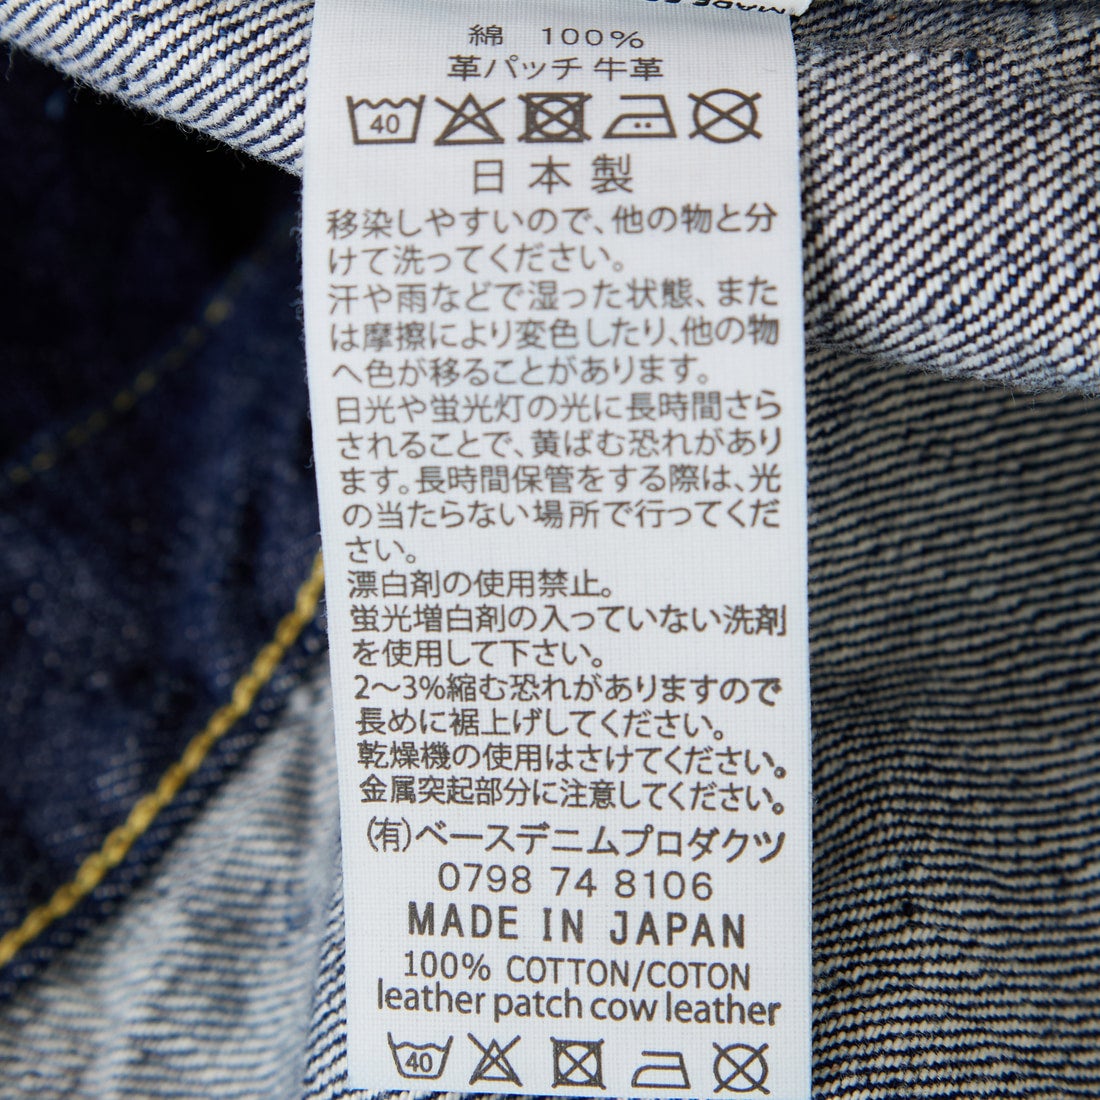 綿 100%
革パッチ 牛革
40
日本製
移染しやすいので、他の物と分
けて洗ってください。
汗や雨などで湿った状態、また
は摩擦により変色したり、他の物
へ色が移ることがあります。
日光や蛍光灯の光に長時間さら
されることで、黄ばむ恐れがあり
ます。長時間保管をする際は、光
の当たらない場所で行ってくだ
さい。
漂白剤の使用禁止。
蛍光増白剤の入っていない洗剤
を使用して下さい。
2〜3%縮む恐れがありますので
長めに裾上げしてください。
乾燥機の使用はさけてください。
金属突起部分に注意してください。
(有)ベースデニムプロダクツ
0798 74 8106
MADE IN JAPAN
100% COTTON/COTON
leather patch cow leather
40